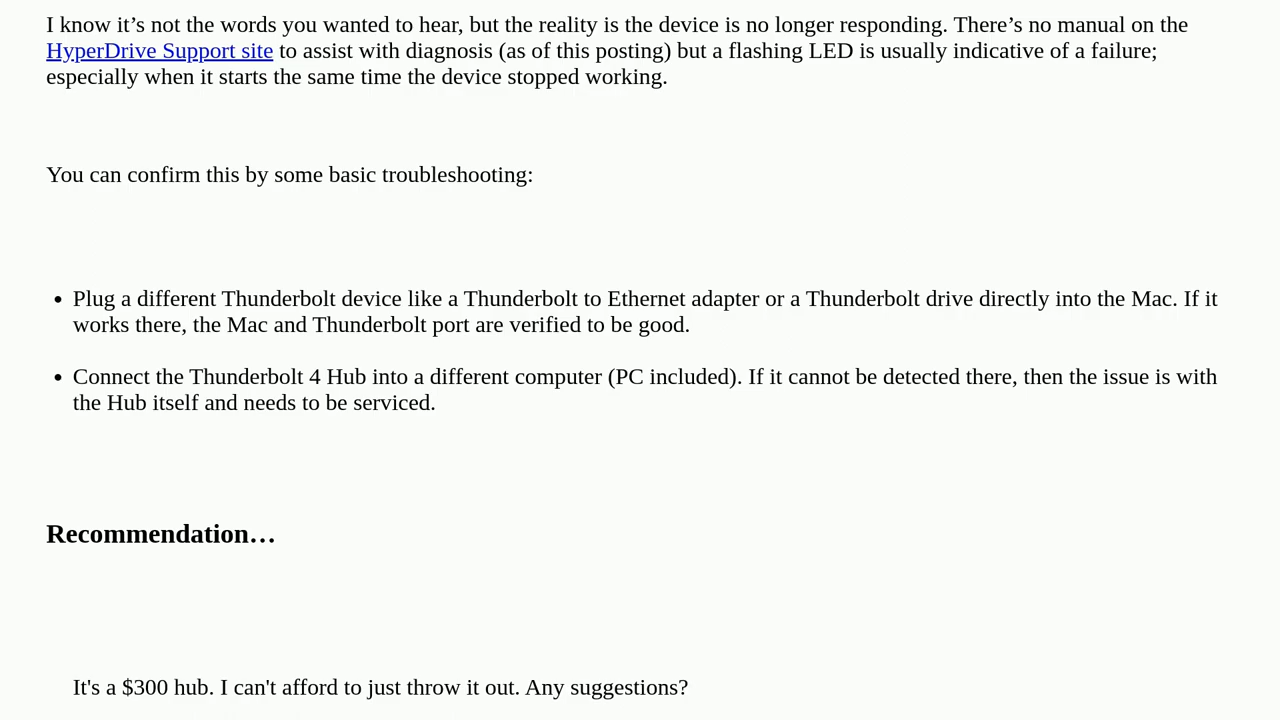 I know it’s not the words you wanted to hear, but the reality is the device is no longer responding. There’s no manual on the
HyperDrive Support site to assist with diagnosis (as of this posting) but a flashing LED is usually indicative of a failure;
especially when it starts the same time the device stopped working.
You can confirm this by some basic troubleshooting:
• Plug a different Thunderbolt device like a Thunderbolt to Ethernet adapter or a Thunderbolt drive directly into the Mac. If it
works there, the Mac and Thunderbolt port are verified to be good.
• Connect the Thunderbolt 4 Hub into a different computer (PC included). If it cannot be detected there, then the issue is with
the Hub itself and needs to be serviced.
Recommendation…
It's a $300 hub. I can't afford to just throw it out. Any suggestions?